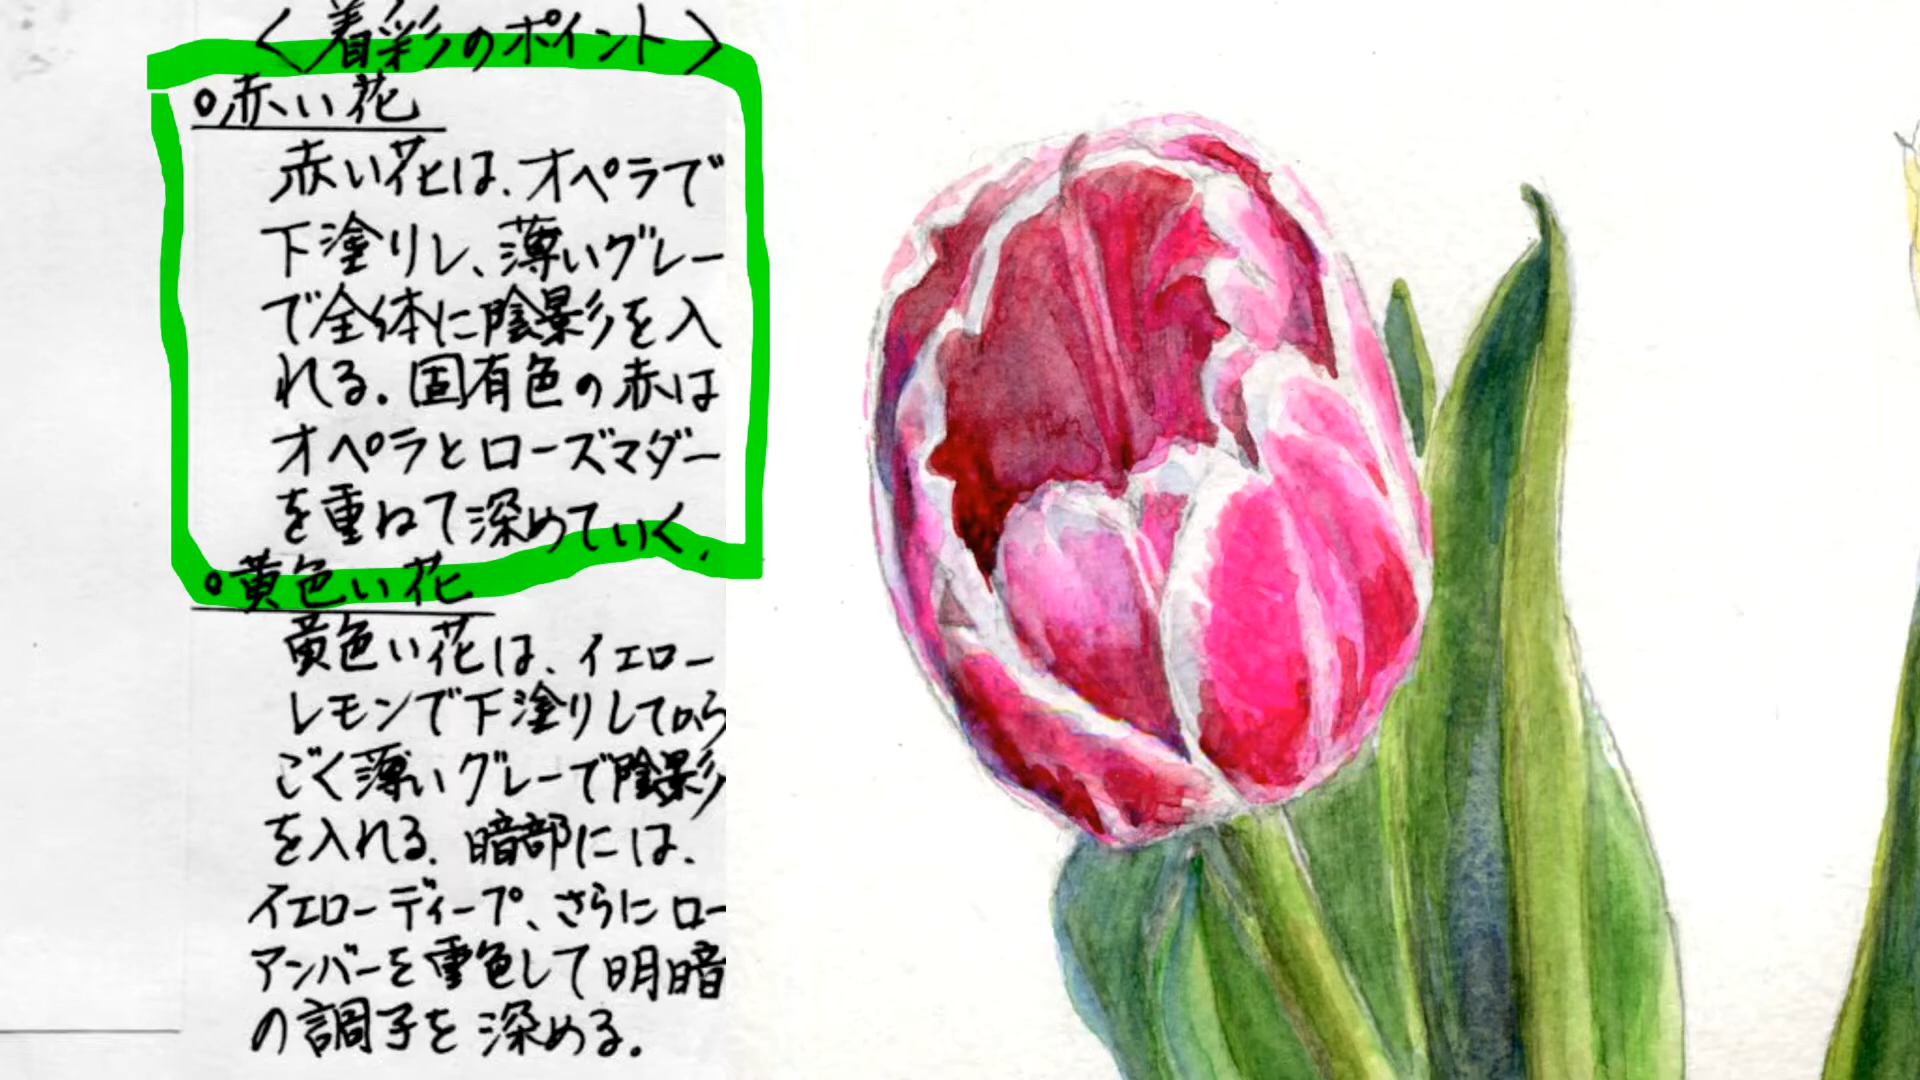 〈着彩のポイント〉
○赤い花
赤い花は、オペラで
下塗りし、薄いグレー
で全体に陰影を入
れる。固有色の赤は
オペラとローズマダー
を重ねて深めていく。
○黄色い花
黄色い花は、イエロー
レモンで下塗りしてから
ごく薄いグレーで陰影
を入れる。暗部には、
イエローディープ、さらにロー
アンバーを重色して明暗
の調子を深める。